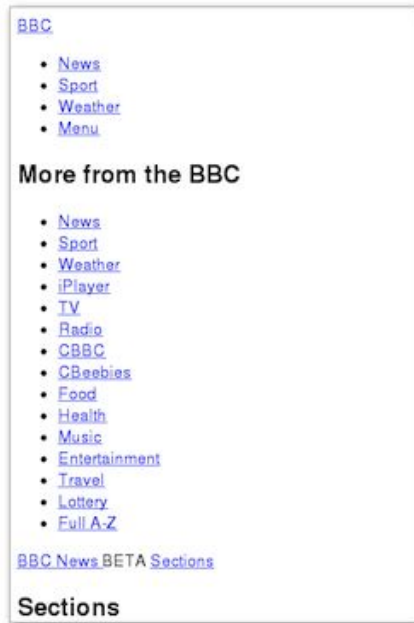 BBC
News
Sport
Weather
Menu
More from the BBC
News
Sport
Weather
iPlayer
TV
Radio
CBBC
CBeebies
Food
Health
Music
Entertainment
Travel
Lottery
Full A-Z
BBC News BETA Sections
Sections